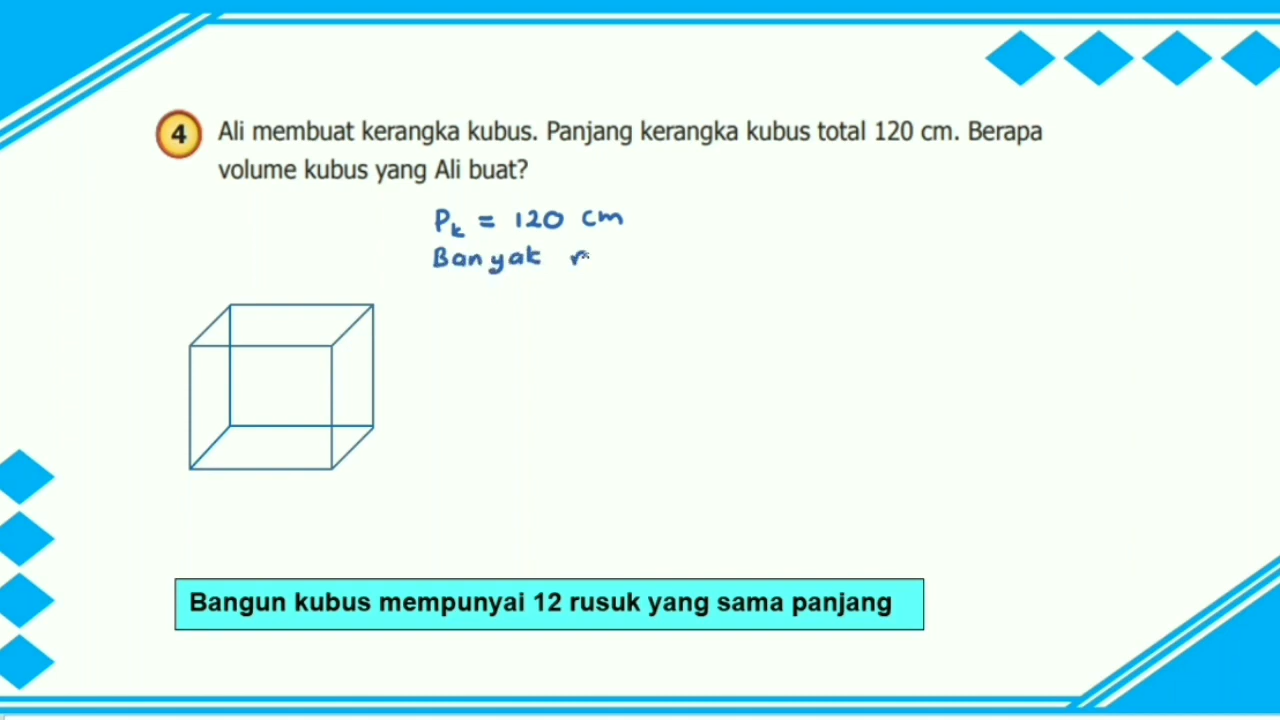 4
Ali membuat kerangka kubus. Panjang kerangka kubus total 120 cm. Berapa
volume kubus yang Ali buat?
Pk = 120 cm
Banyak r
Bangun kubus mempunyai 12 rusuk yang sama panjang